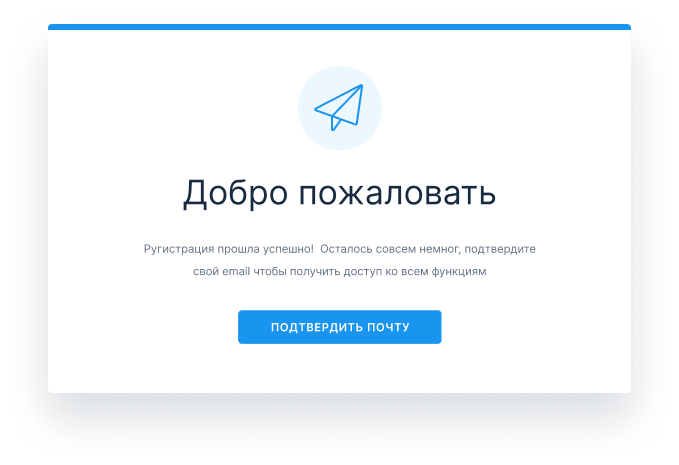 Добро пожаловать
Ругистрация прошла успешно!  Осталось совсем немног, подтвердите
свой email чтобы получить доступ ко всем функциям
ПОДТВЕРДИТЬ ПОЧТУ